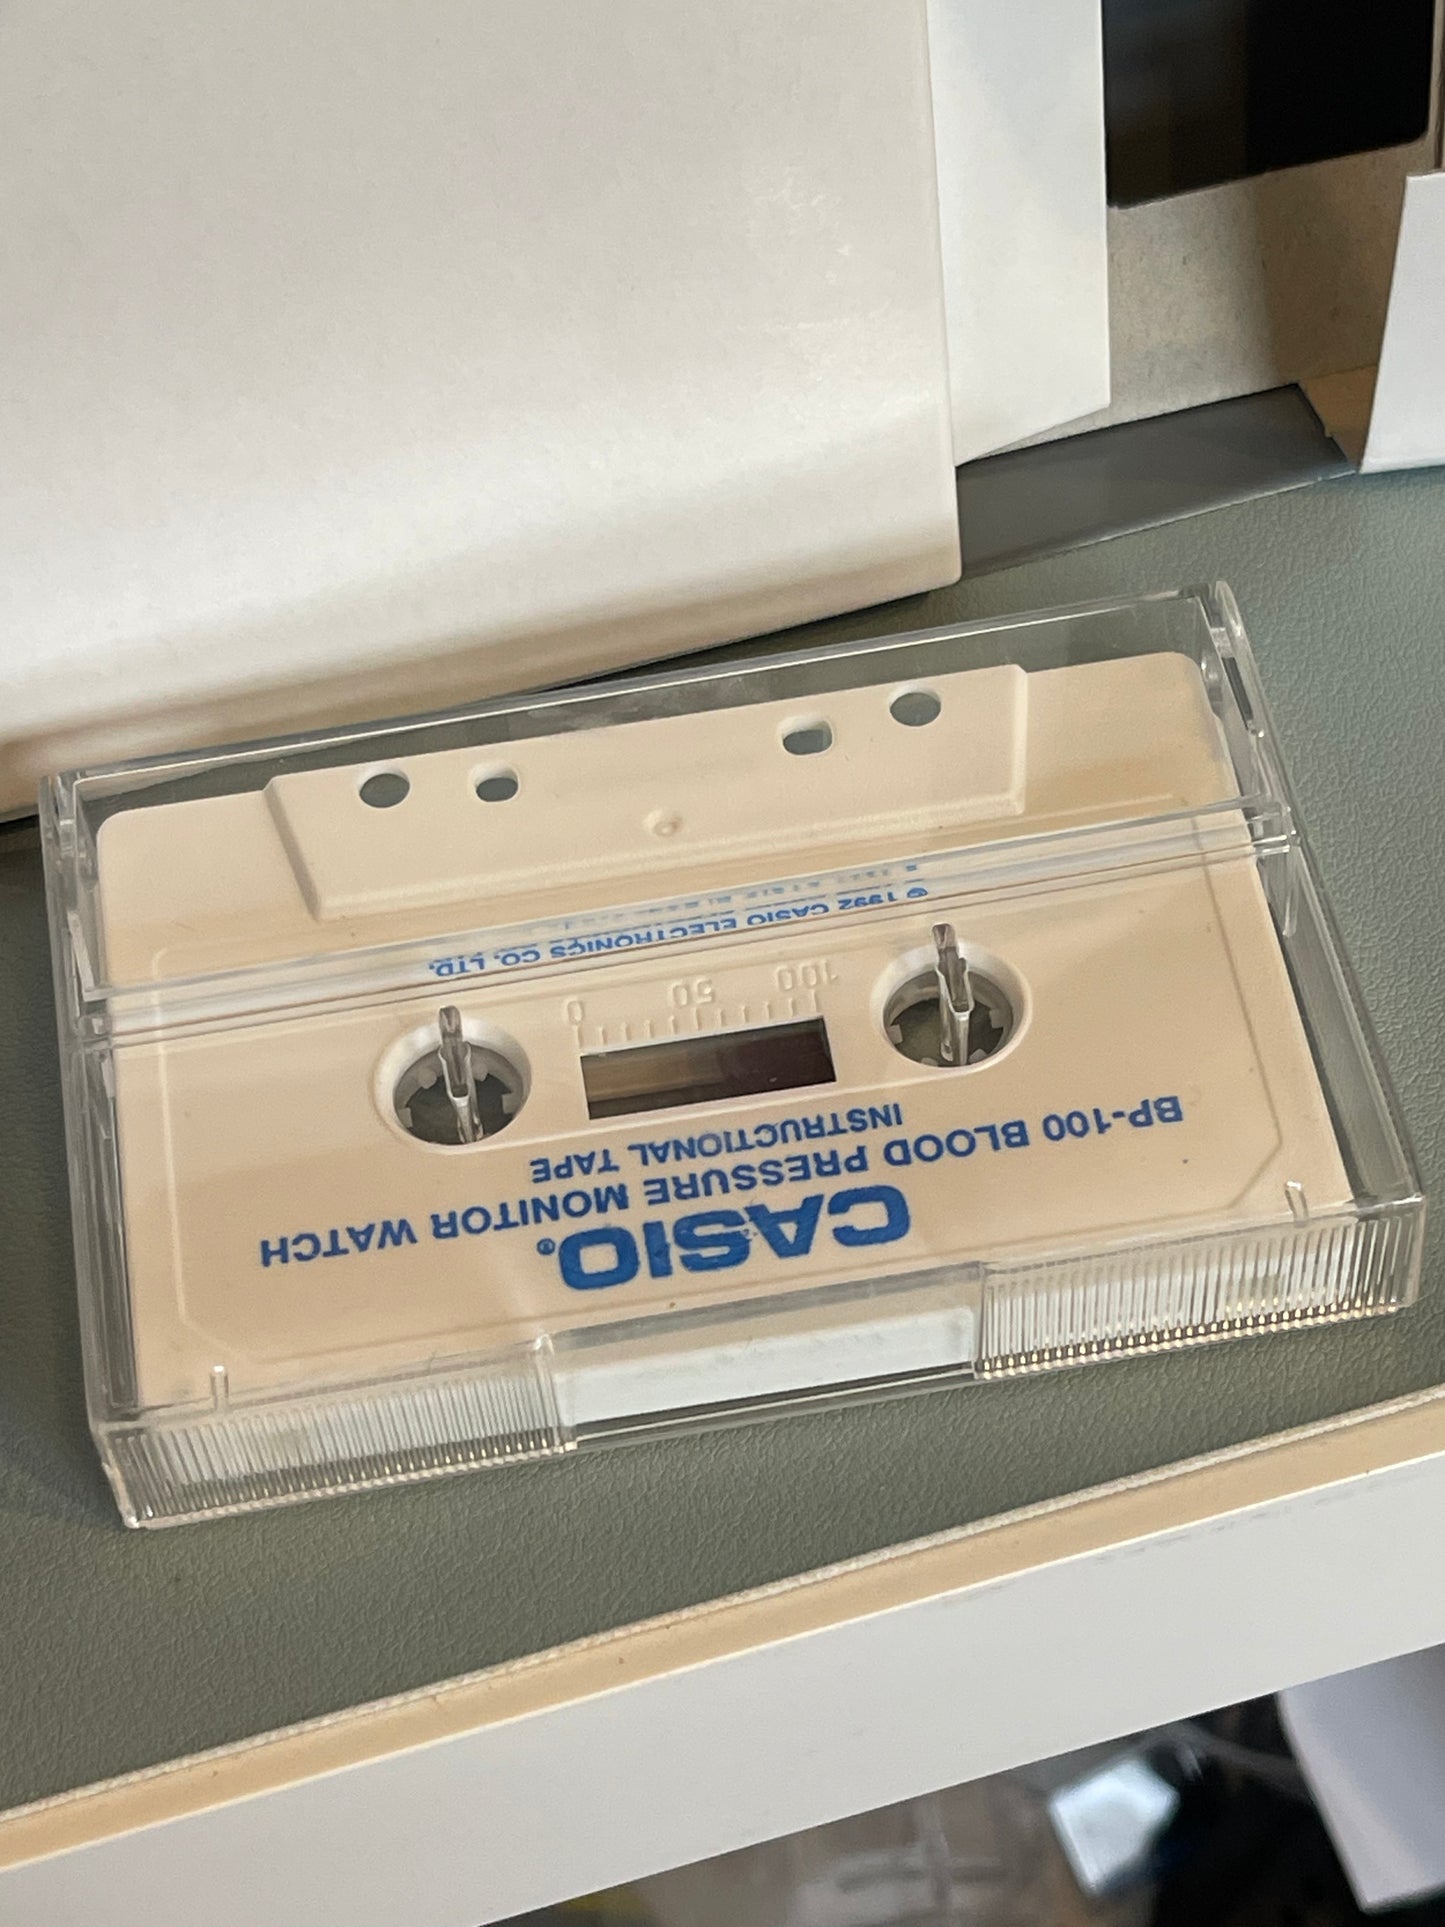 CASIO®
BP-100 BLOOD PRESSURE MONITOR WATCH
INSTRUCTIONAL TAPE
100 50 0
© 1992 CASIO ELECTRONICS CO. LTD.